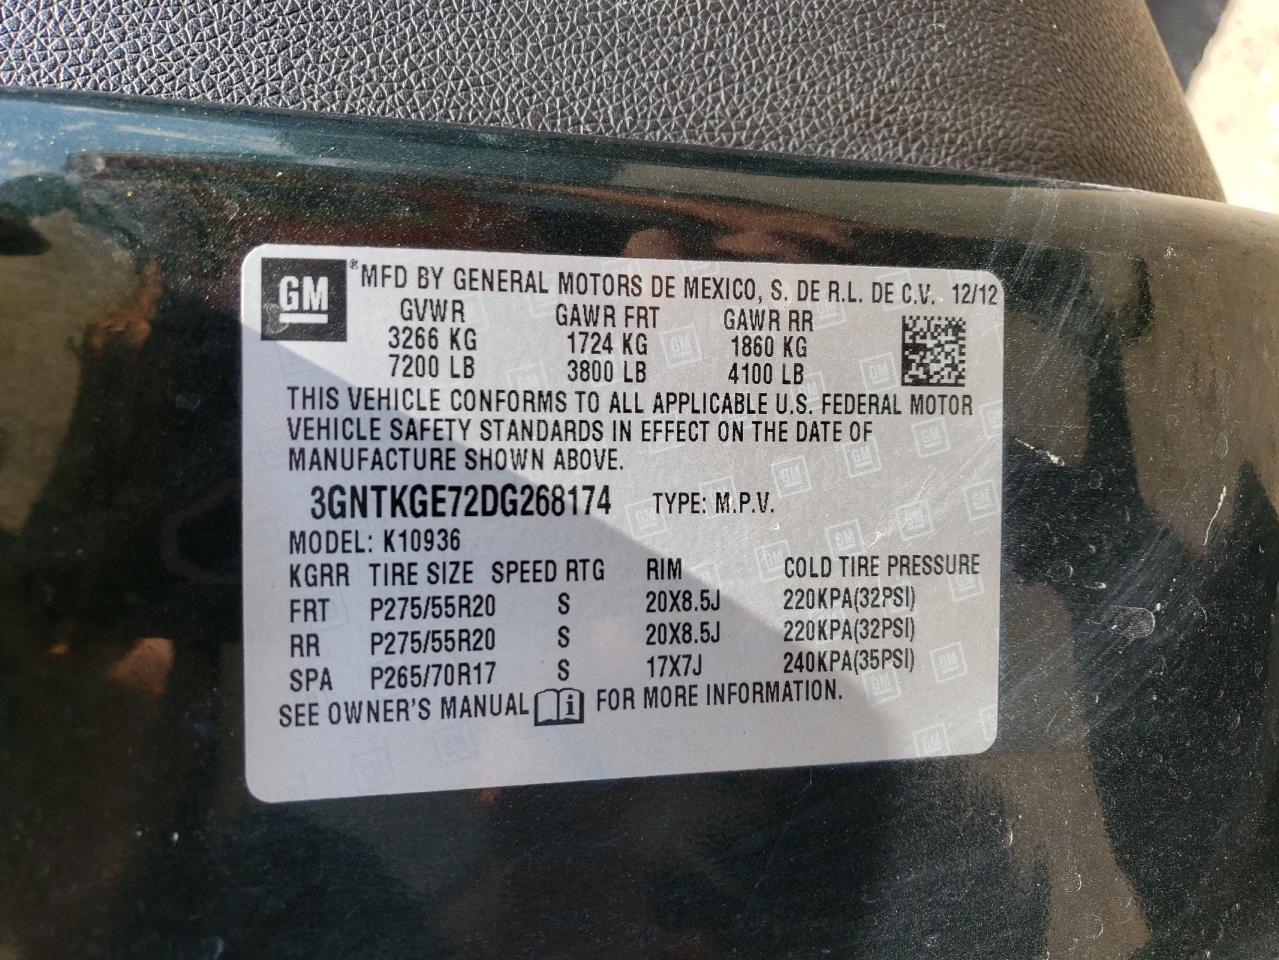 GM ® MFD BY GENERAL MOTORS DE MEXICO, S. DE R.L. DE C.V. 12/12
GVWR GAWR FRT GAWR RR
3266 KG 1724 KG 1860 KG
7200 LB 3800 LB 4100 LB
THIS VEHICLE CONFORMS TO ALL APPLICABLE U.S. FEDERAL MOTOR
VEHICLE SAFETY STANDARDS IN EFFECT ON THE DATE OF
MANUFACTURE SHOWN ABOVE.
3GNTKGE72DG268174 TYPE: M.P.V.
MODEL: K10936
KGRR TIRE SIZE SPEED RTG RIM COLD TIRE PRESSURE
FRT P275/55R20 S 20X8.5J 220KPA(32PSI)
RR P275/55R20 S 20X8.5J 220KPA(32PSI)
SPA P265/70R17 S 17X7J 240KPA(35PSI)
SEE OWNER'S MANUAL i FOR MORE INFORMATION.